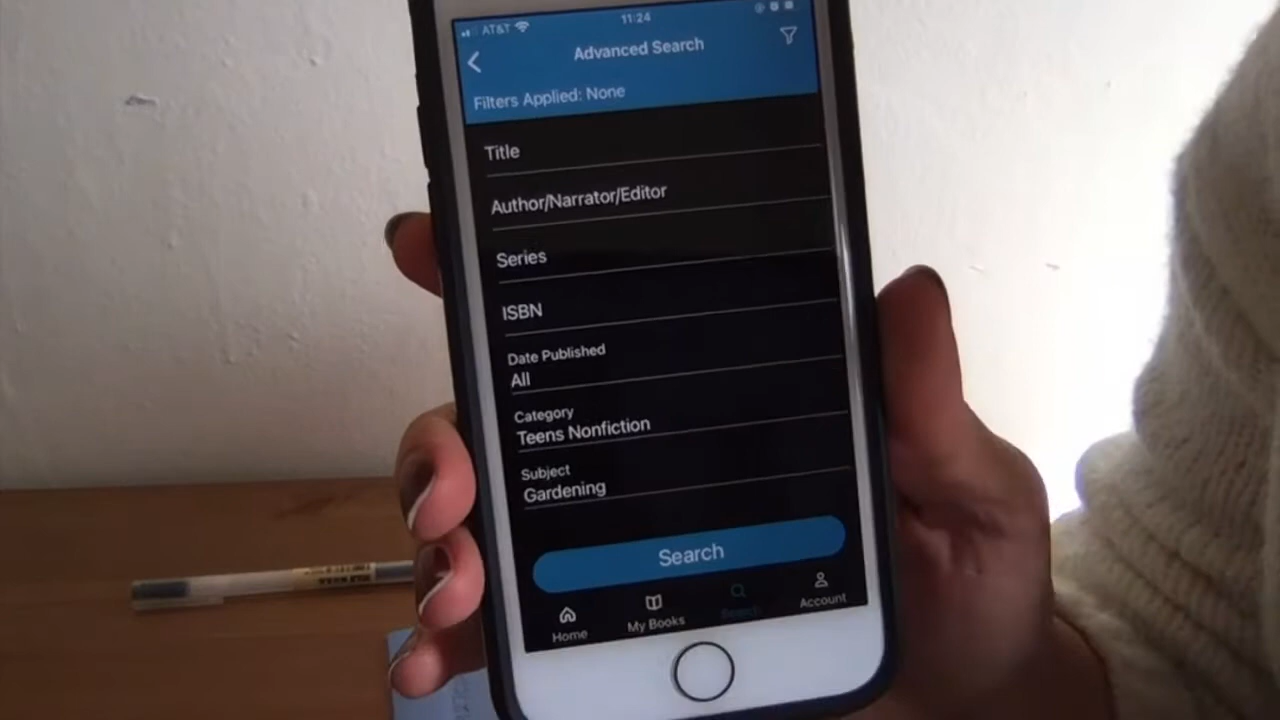 AT&T 11:24
Advanced Search
Filters Applied: None
Title
Author/Narrator/Editor
Series
ISBN
Date Published
All
Category
Teens Nonfiction
Subject
Gardening
Search
Home My Books Search Account